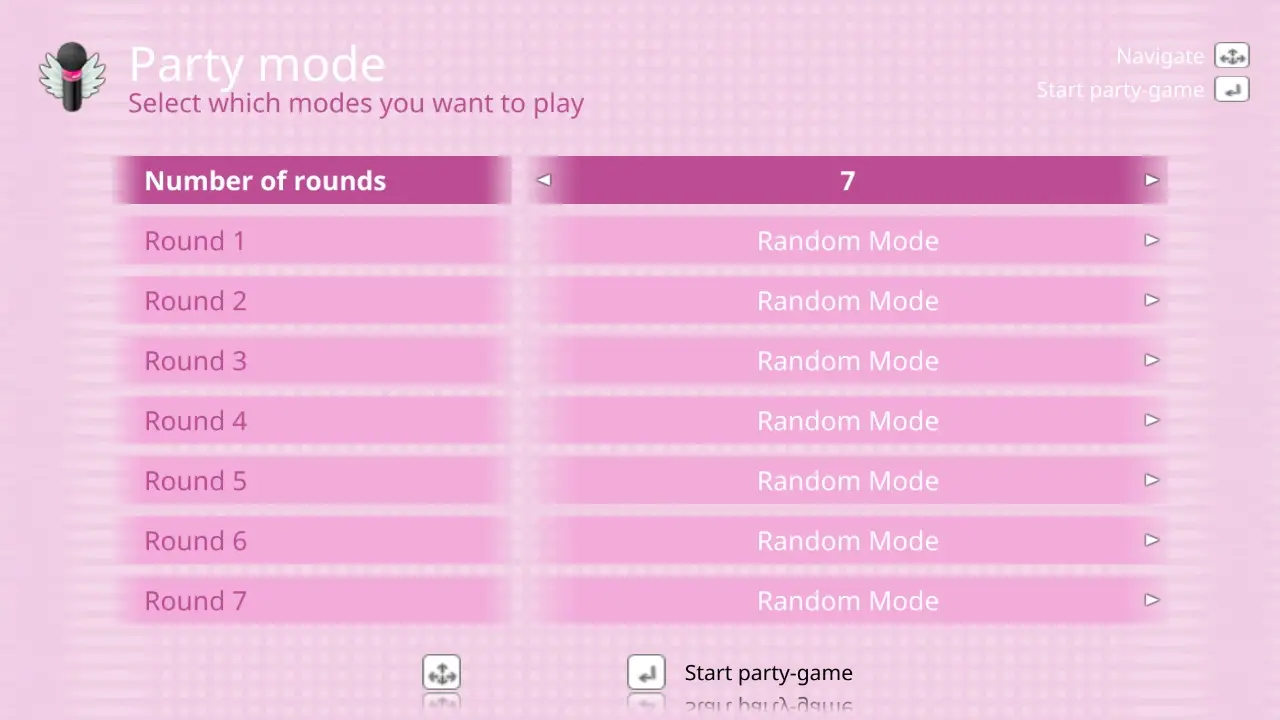 Party mode
Select which modes you want to play
Navigate
Start party-game
Number of rounds 7
Round 1 Random Mode
Round 2 Random Mode
Round 3 Random Mode
Round 4 Random Mode
Round 5 Random Mode
Round 6 Random Mode
Round 7 Random Mode
Start party-game